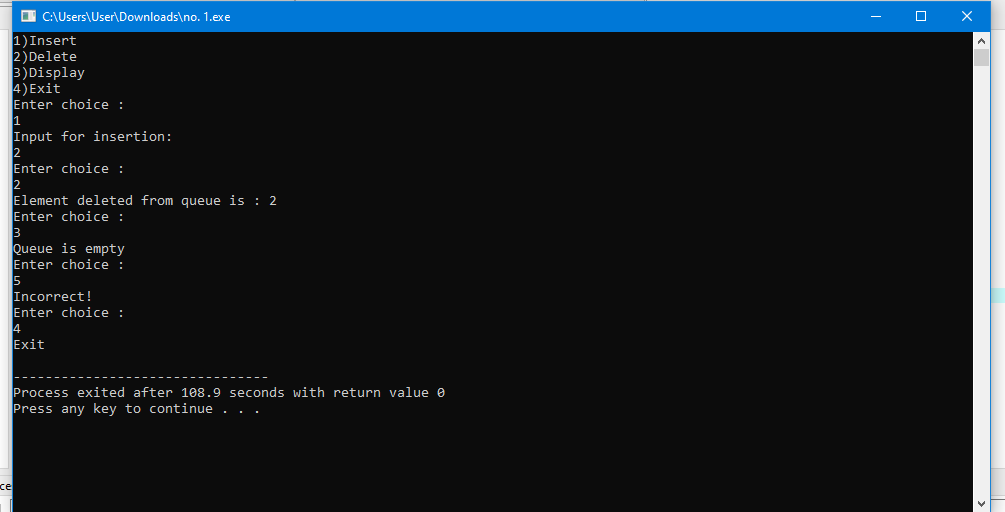 C:\Users\User\Downloads\no. 1.exe
1)Insert
2)Delete
3)Display
4)Exit
Enter choice :
1
Input for insertion:
2
Enter choice :
2
Element deleted from queue is : 2
Enter choice :
3
Queue is empty
Enter choice :
5
Incorrect!
Enter choice :
4
Exit
--------------------------------
Process exited after 108.9 seconds with return value 0
Press any key to continue . . .